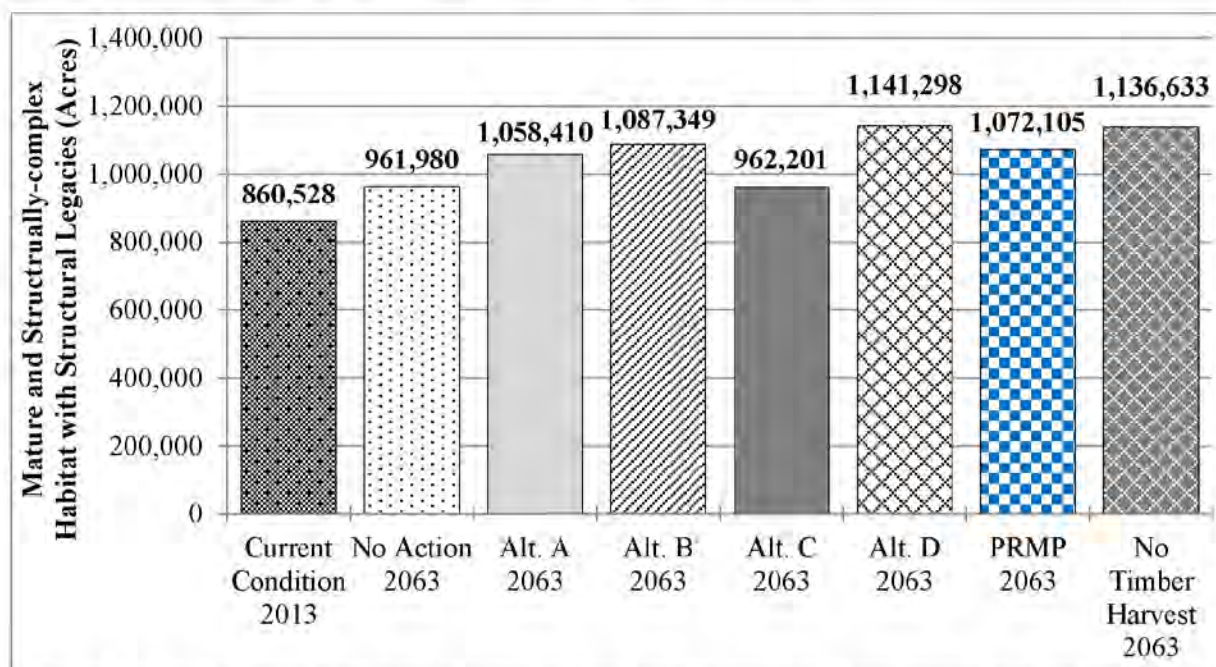 Mature and Structrually-complex
Habitat with Structural Legacies (Acres)
1,400,000
1,200,000
1,000,000
800,000
600,000
400,000
200,000
0
860,528
961,980
1,058,410
1,087,349
962,201
1,141,298
1,072,105
1,136,633
Current
Condition
2013
No Action
2063
Alt. A
2063
Alt. B
2063
Alt. C
2063
Alt. D
2063
PRMP
2063
No
Timber
Harvest
2063